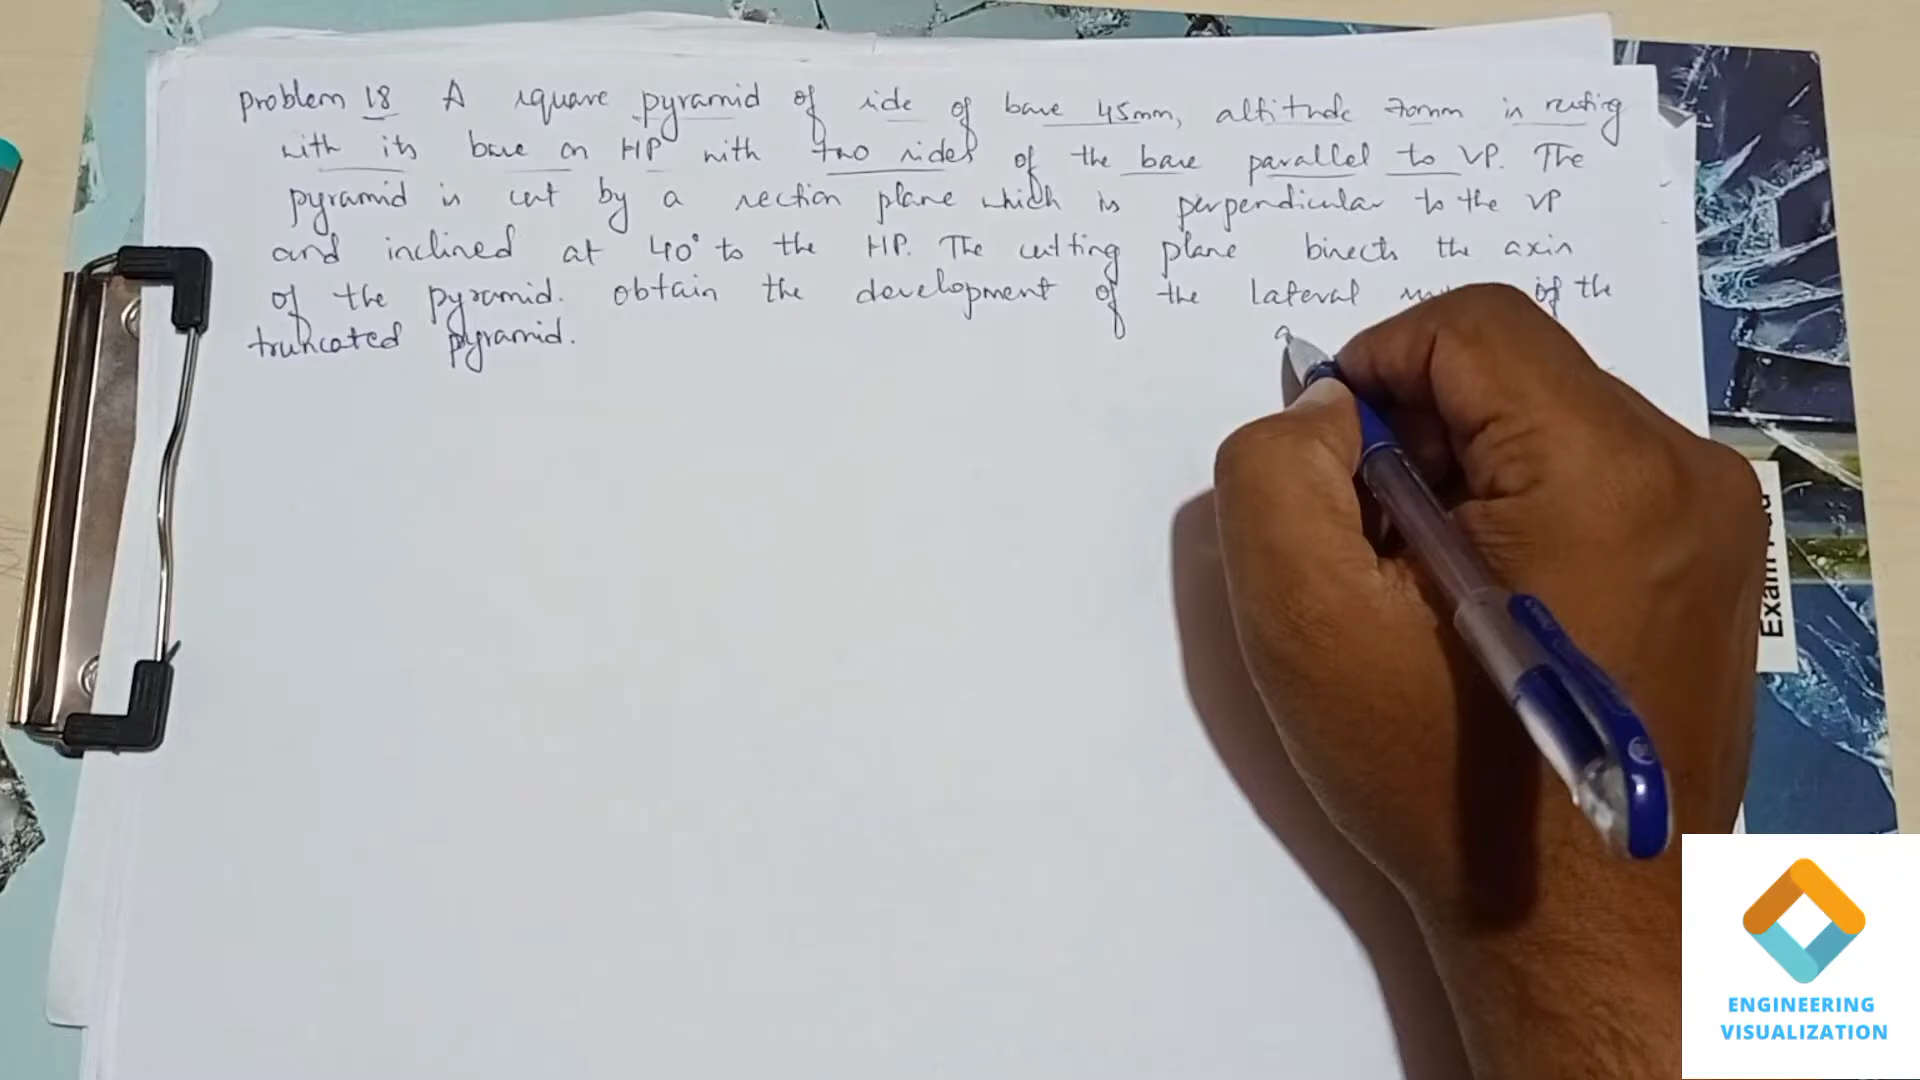 problem 18 A square pyramid of side of base 45mm, altitude 70mm is resting
with its base on HP with two sides of the base parallel to VP. The
pyramid is cut by a section plane which is perpendicular to the VP
and inclined at 40° to the HP. The cutting plane bisects the axis
of the pyramid. obtain the development of the lateral of the
truncated pyramid.
Exam Pad
ENGINEERING
VISUALIZATION